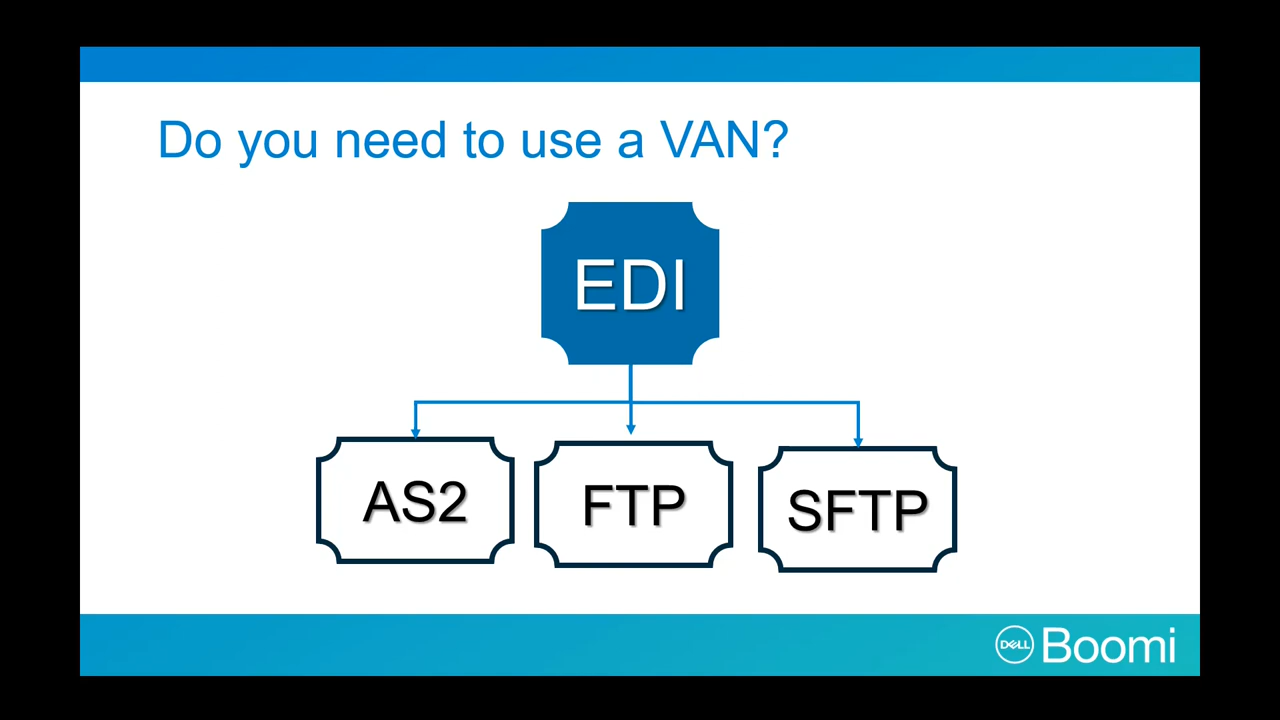 Do you need to use a VAN?
EDI
AS2
FTP
SFTP
DELL Boomi